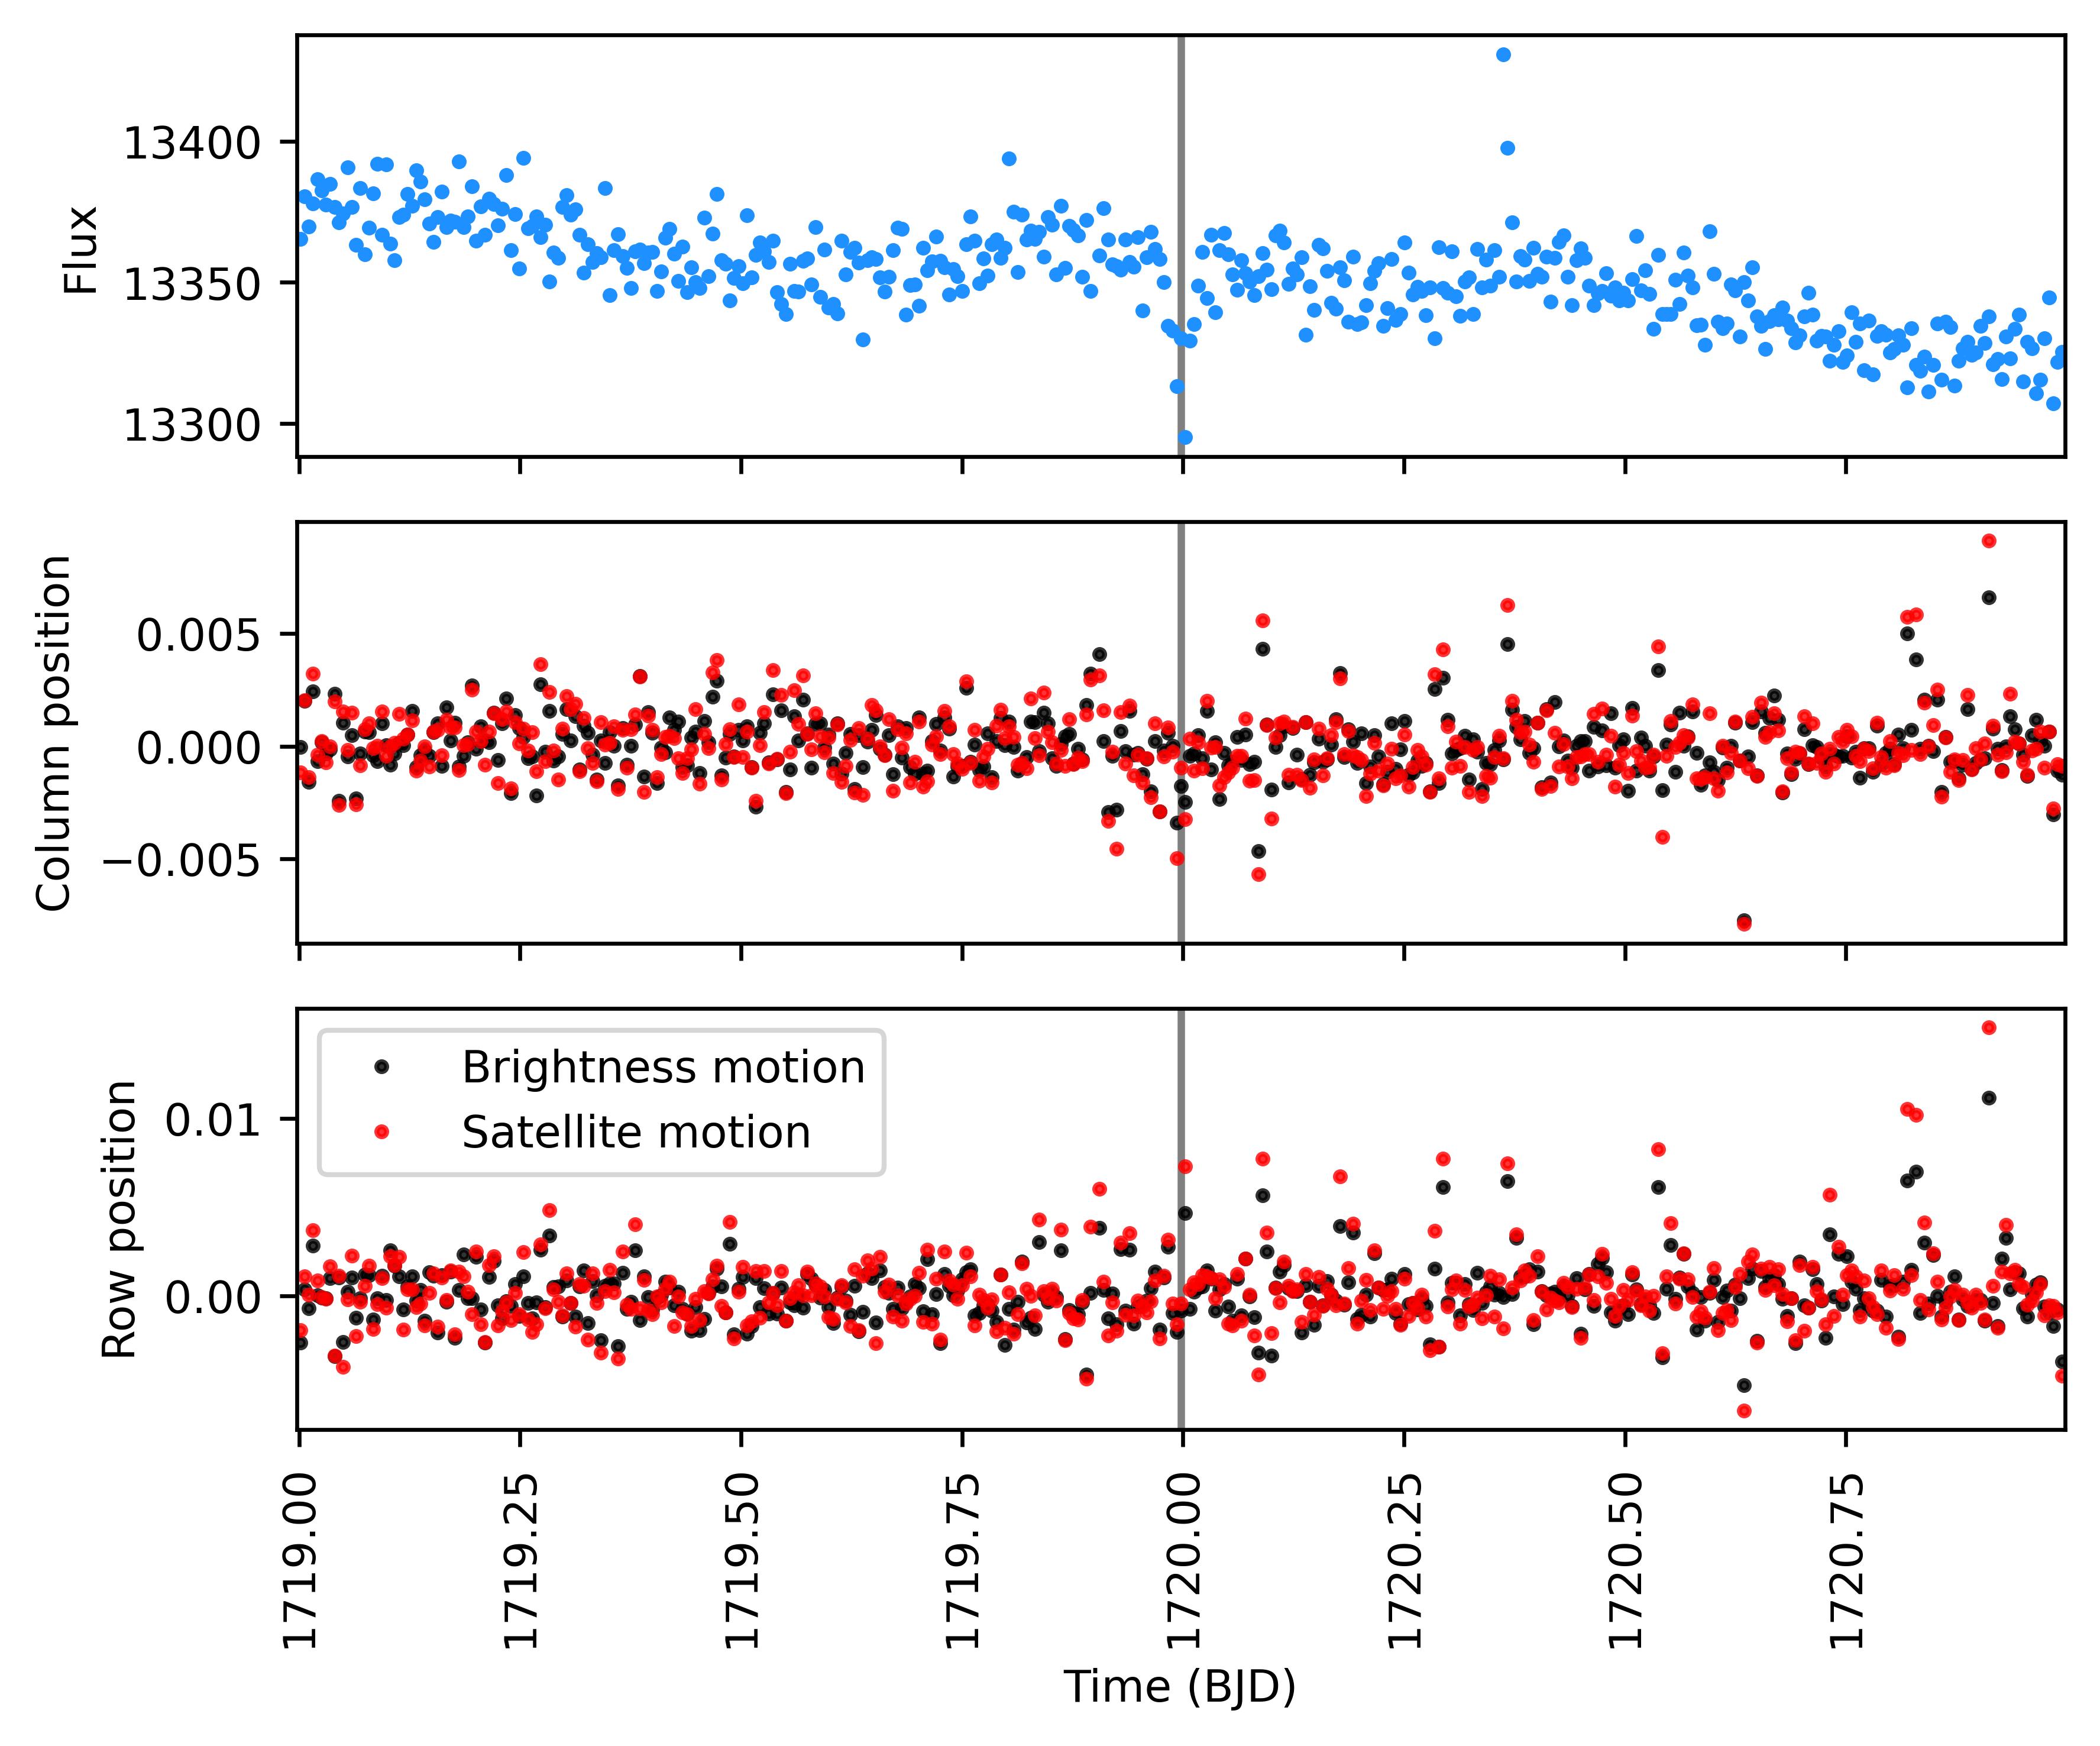 Flux
13400
13350
13300
Column position
0.005
0.000
−0.005
Row position
0.01
0.00
Brightness motion
Satellite motion
1719.00
1719.25
1719.50
1719.75
1720.00
1720.25
1720.50
1720.75
Time (BJD)